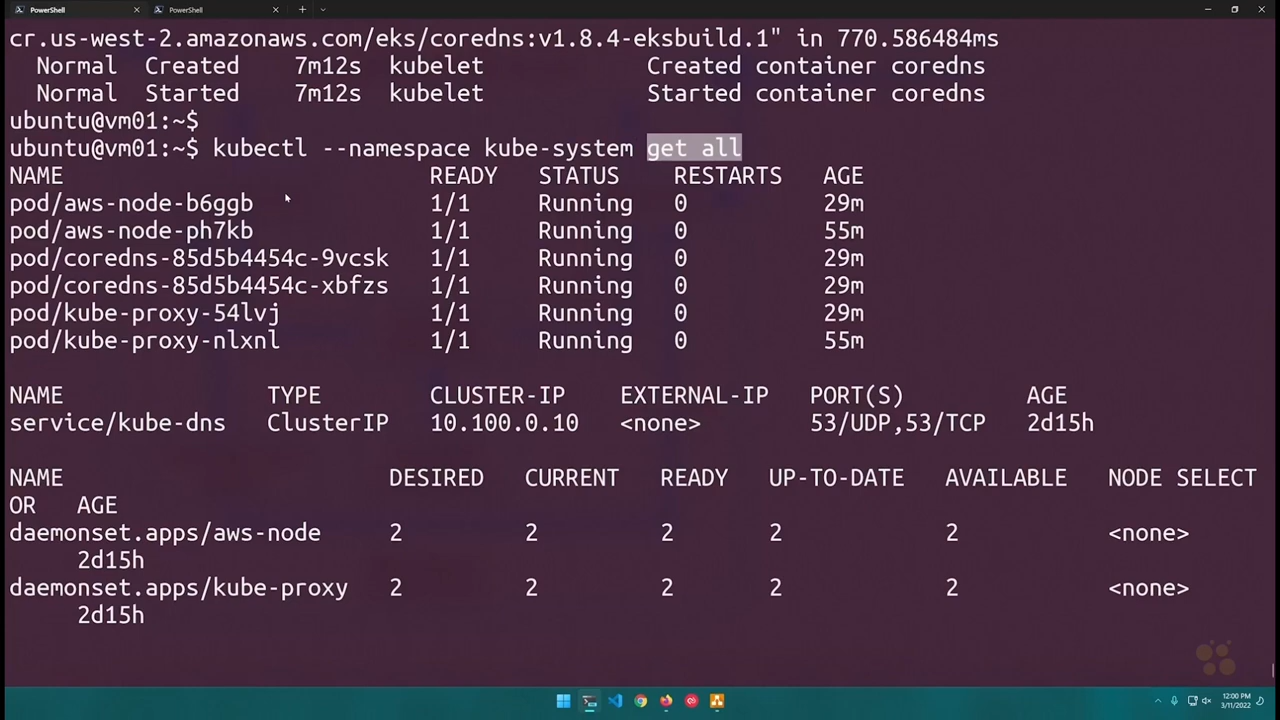 PowerShell
PowerShell
cr.us-west-2.amazonaws.com/eks/coredns:v1.8.4-eksbuild.1" in 770.586484ms
Normal Created 7m12s kubelet Created container coredns
Normal Started 7m12s kubelet Started container coredns
ubuntu@vm01:~$
ubuntu@vm01:~$ kubectl --namespace kube-system get all
NAME READY STATUS RESTARTS AGE
pod/aws-node-b6ggb 1/1 Running 0 29m
pod/aws-node-ph7kb 1/1 Running 0 55m
pod/coredns-85d5b4454c-9vcsk 1/1 Running 0 29m
pod/coredns-85d5b4454c-xbfzs 1/1 Running 0 29m
pod/kube-proxy-54lvj 1/1 Running 0 29m
pod/kube-proxy-nlxnl 1/1 Running 0 55m
NAME TYPE CLUSTER-IP EXTERNAL-IP PORT(S) AGE
service/kube-dns ClusterIP 10.100.0.10 <none> 53/UDP,53/TCP 2d15h
NAME DESIRED CURRENT READY UP-TO-DATE AVAILABLE NODE SELECT
OR AGE
daemonset.apps/aws-node 2 2 2 2 2 <none>
2d15h
daemonset.apps/kube-proxy 2 2 2 2 2 <none>
2d15h
12:00 PM
3/11/2022